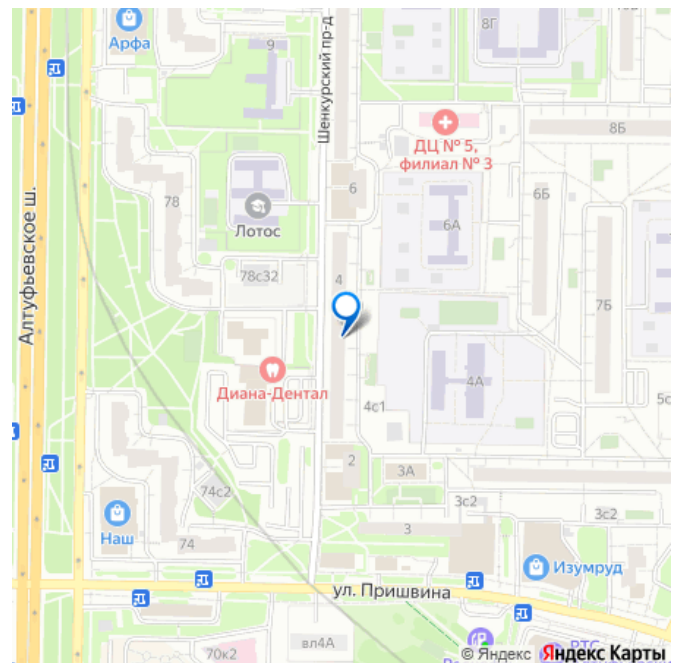 Арфа
9
8Г
Шенкурский пр-д
ДЦ № 5,
филиал № 3
8Б
78
Лотос
6
6А
6Б
78с32
4
7Б
Алтуфьевское ш.
Диана-Дентал
4А
4с1
5с
2
3А
74с2
3с2
3с2
Наш
74
3
Изумруд
ул. Пришвина
70к2
вл4А
РТС
© Яндекс Яндекс Карты